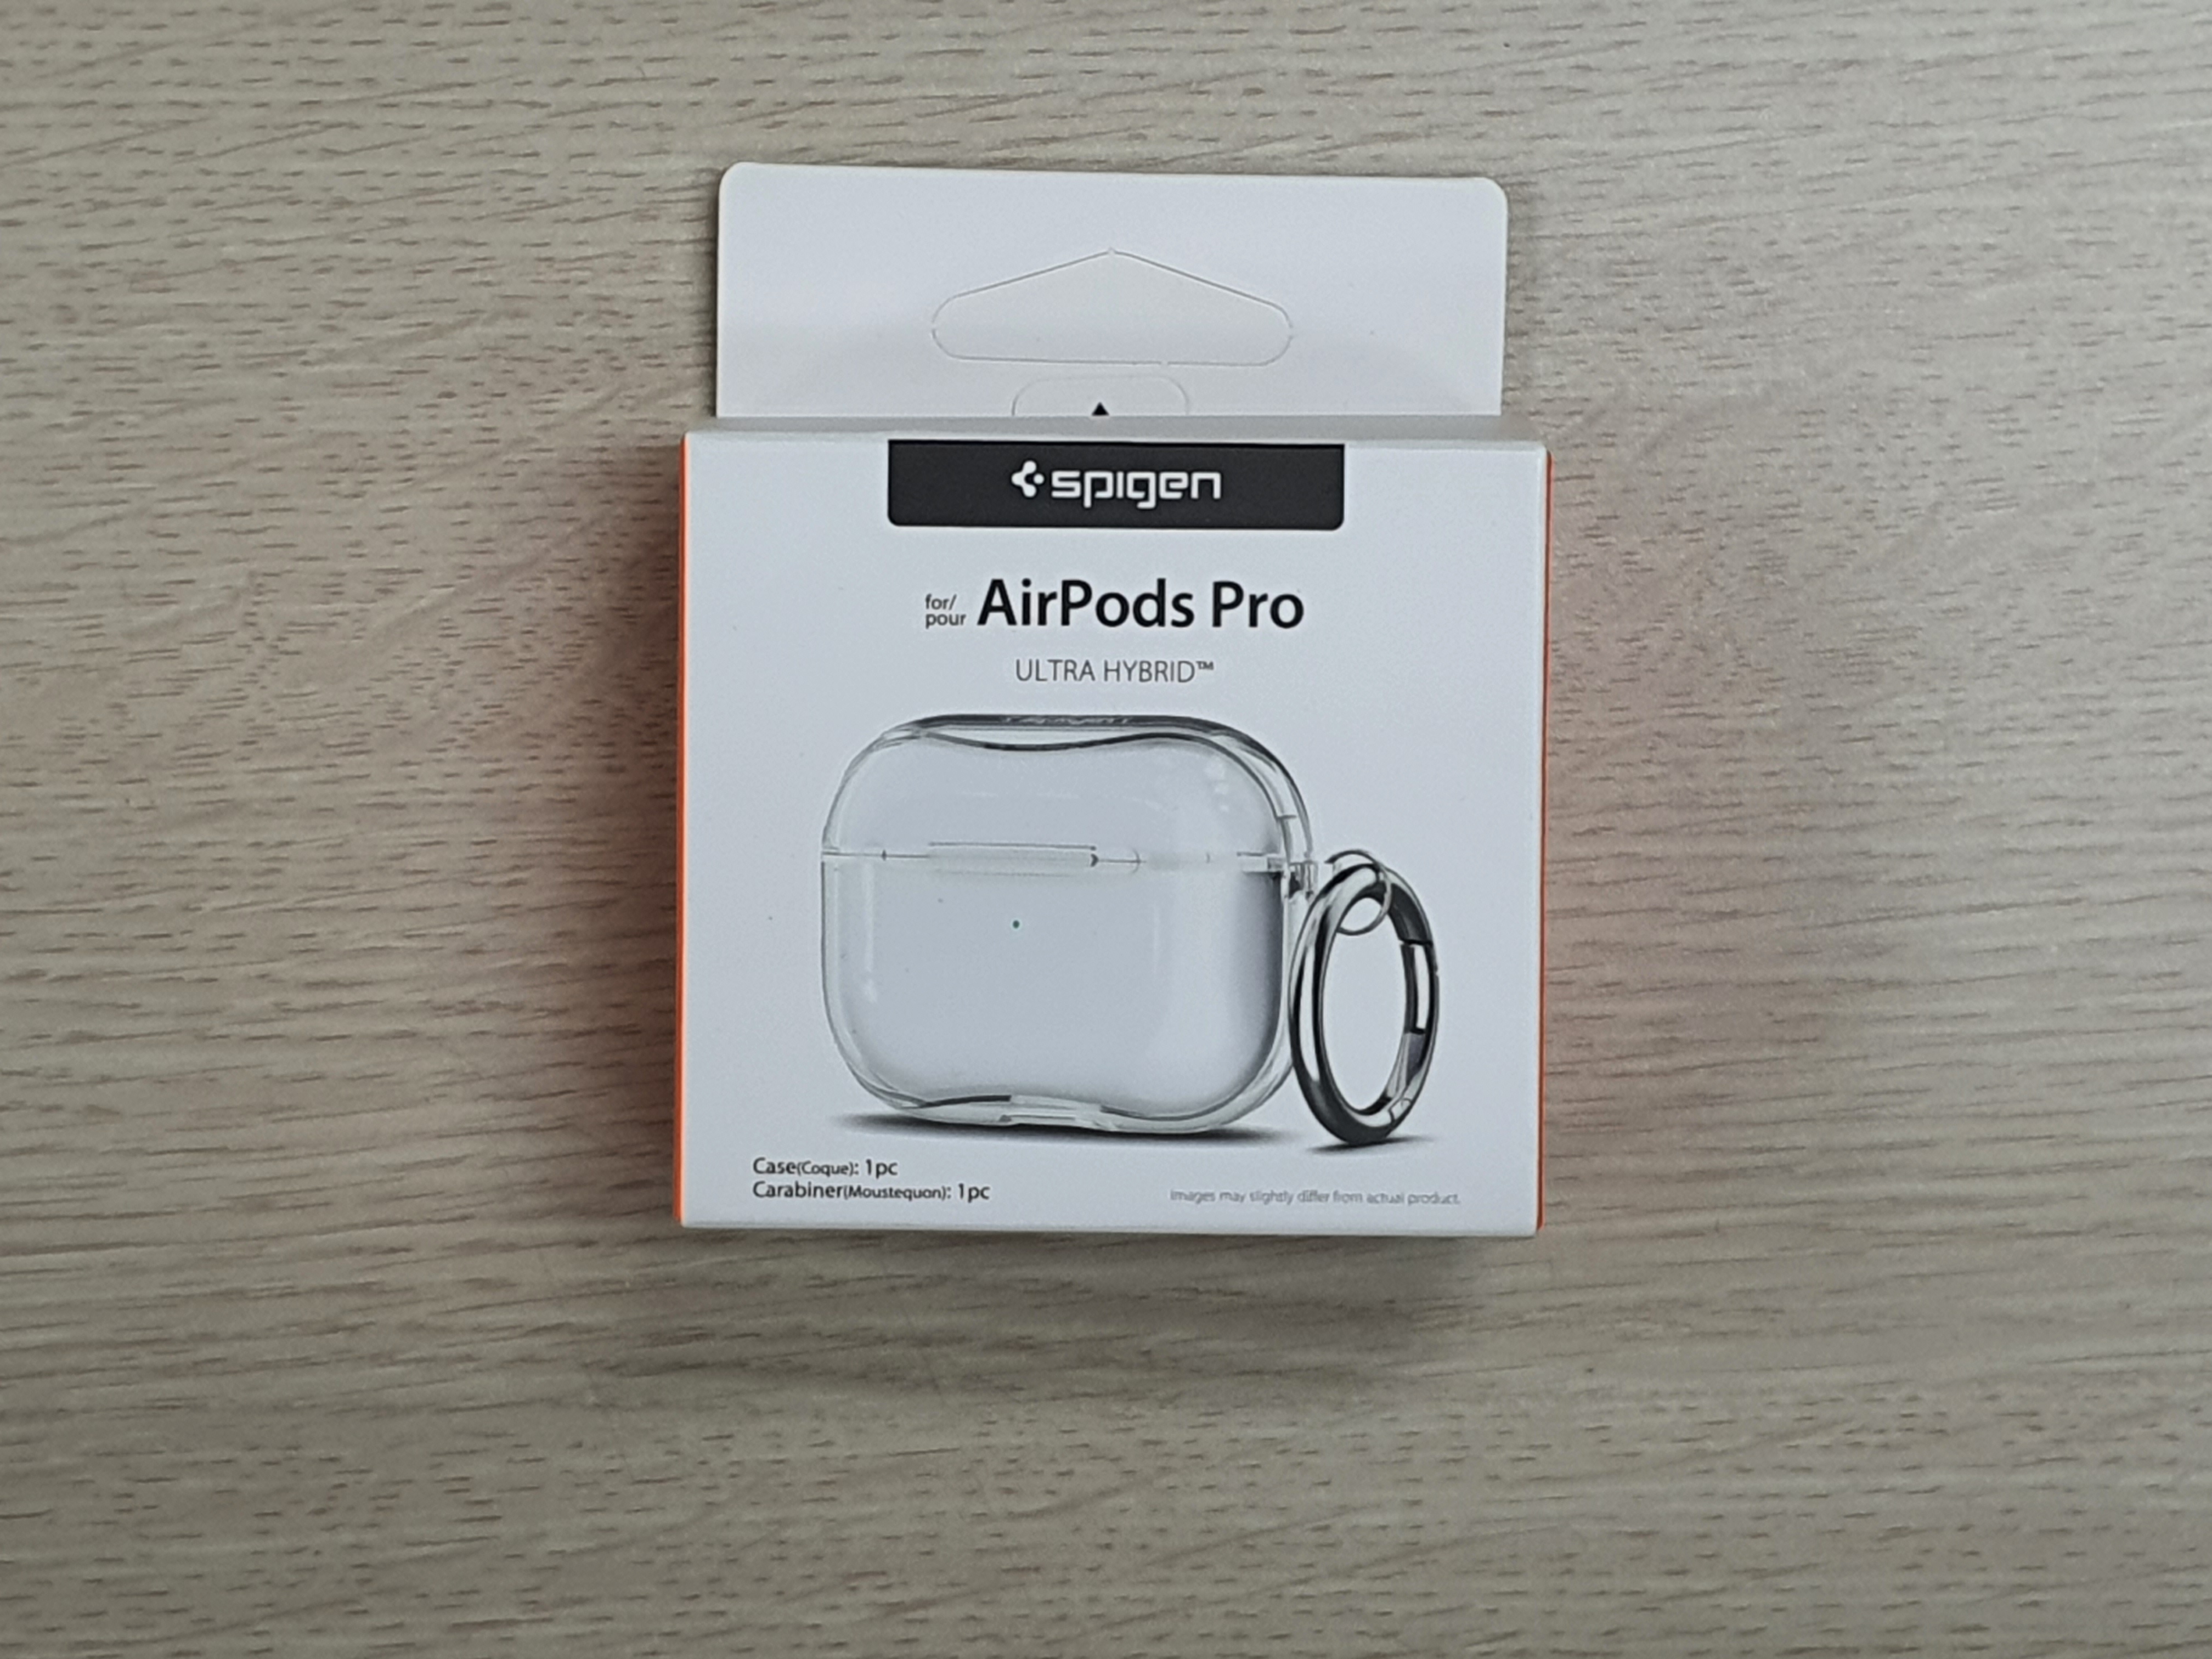 spigen
for/
pour
AirPods Pro
ULTRA HYBRID™
Case(Coque): 1pc
Carabiner(Moustequon): 1pc
Images may slightly differ from actual product.